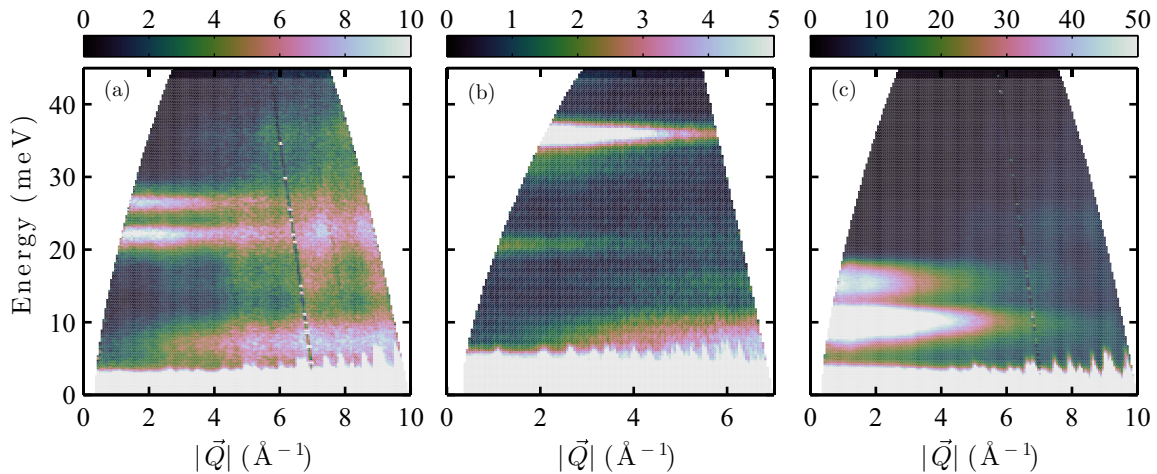 0 2 4 6 8 10 0 1 2 3 4 5 0 10 20 30 40 50
(a) (b) (c)
40
30
20
10
0
Energy (meV)
0 2 4 6 8 10 0 2 4 6 0 2 4 6 8 10
|Q⃗| (Å⁻¹) |Q⃗| (Å⁻¹) |Q⃗| (Å⁻¹)